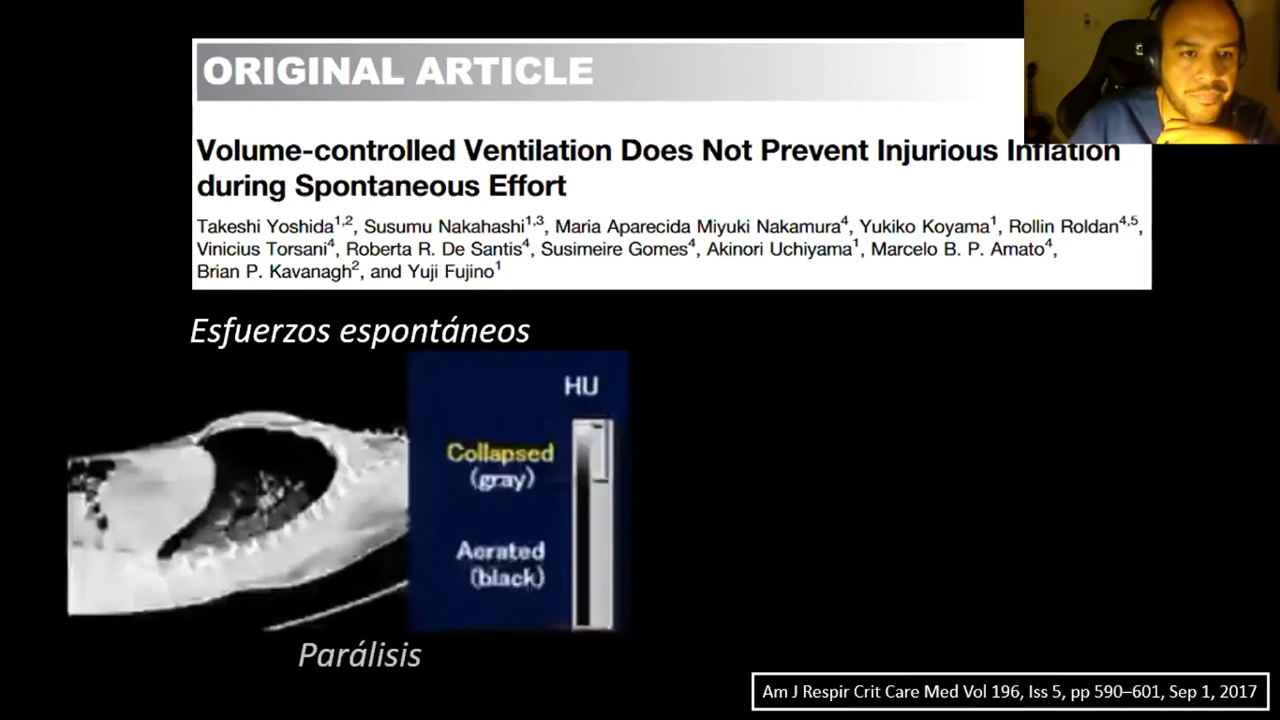 ORIGINAL ARTICLE
Volume-controlled Ventilation Does Not Prevent Injurious Inflation
during Spontaneous Effort
Takeshi Yoshida1,2, Susumu Nakahashi1,3, Maria Aparecida Miyuki Nakamura4, Yukiko Koyama1, Rollin Roldan4,5,
Vinicius Torsani4, Roberta R. De Santis4, Susimeire Gomes4, Akinori Uchiyama1, Marcelo B. P. Amato4,
Brian P. Kavanagh2, and Yuji Fujino1
Esfuerzos espontáneos
HU
Collapsed
(gray)
Aerated
(black)
Parálisis
Am J Respir Crit Care Med Vol 196, Iss 5, pp 590–601, Sep 1, 2017